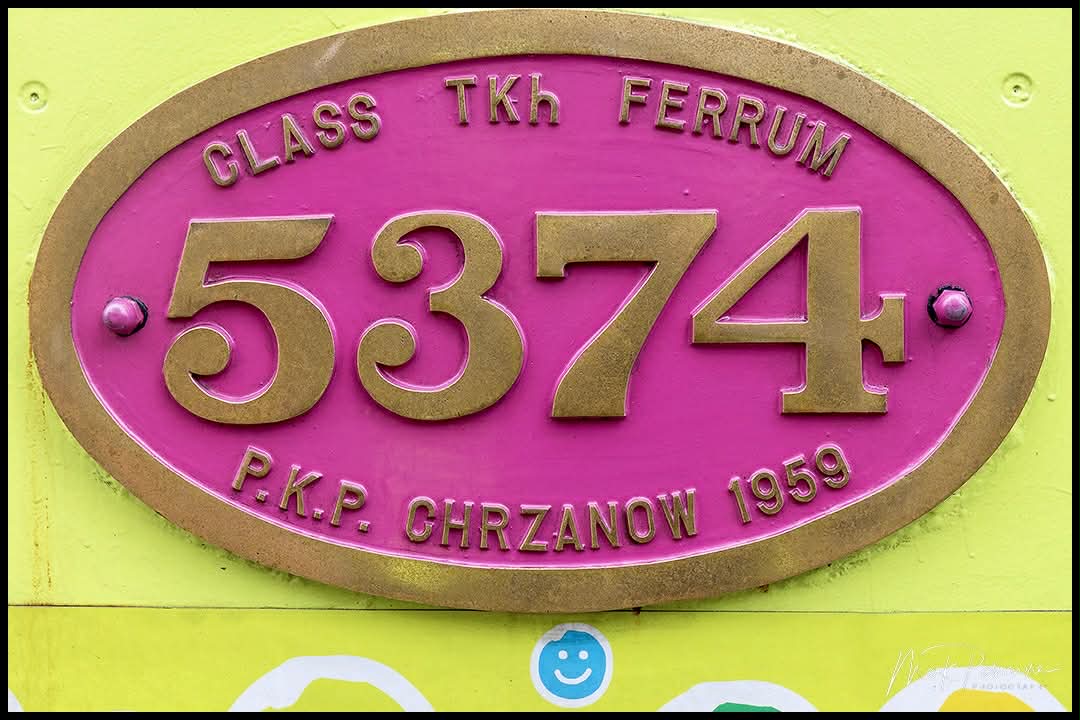 CLASS TKh FERRUM
5374
P.K.P. CHRZANOW 1959